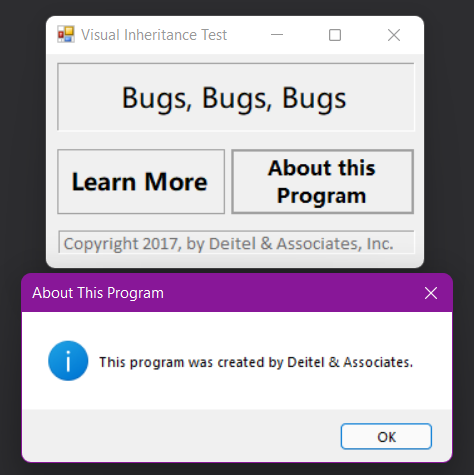 Visual Inheritance Test
Bugs, Bugs, Bugs
Learn More
About this
Program
Copyright 2017, by Deitel & Associates, Inc.
About This Program
This program was created by Deitel & Associates.
OK